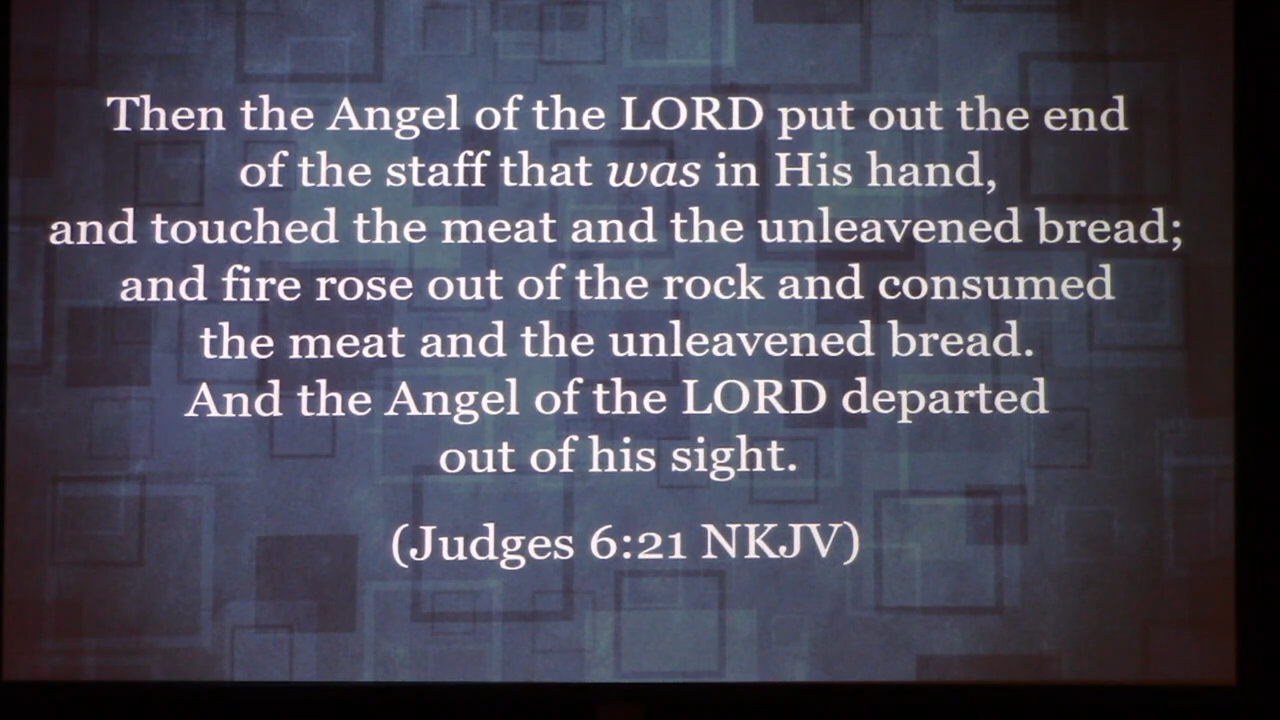 Then the Angel of the LORD put out the end
of the staff that was in His hand,
and touched the meat and the unleavened bread;
and fire rose out of the rock and consumed
the meat and the unleavened bread.
And the Angel of the LORD departed
out of his sight.
(Judges 6:21 NKJV)